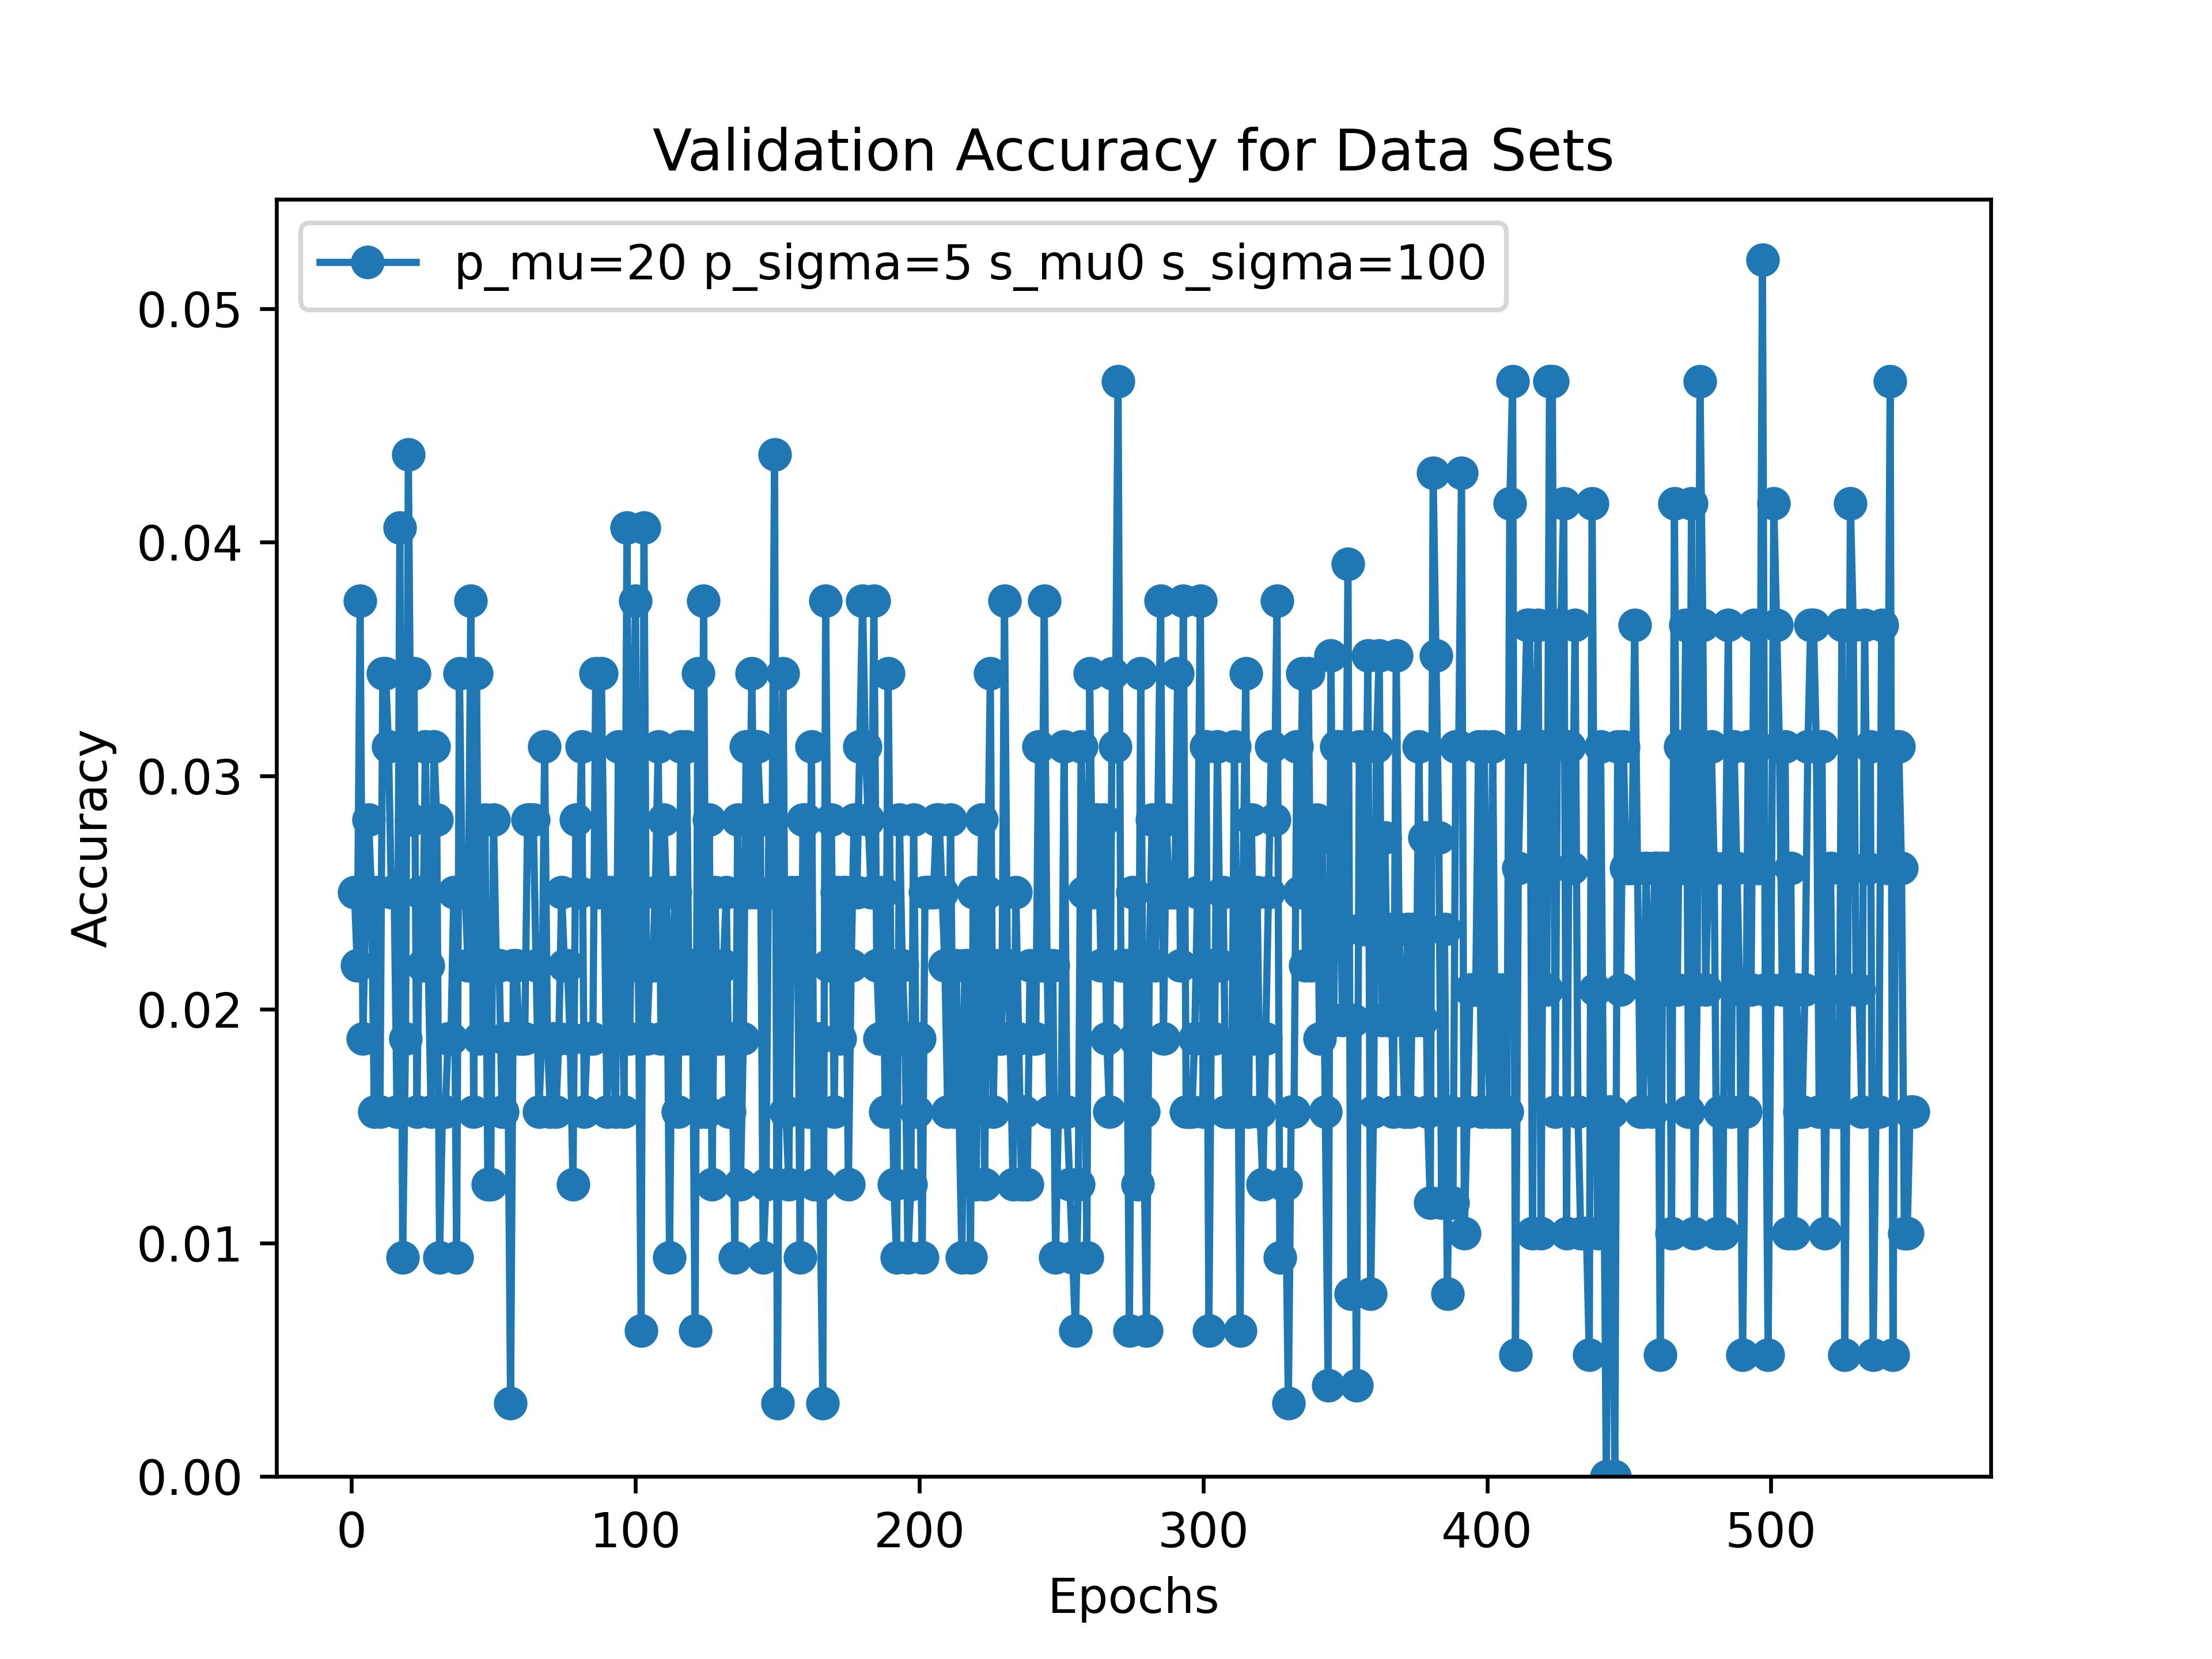 Validation Accuracy for Data Sets
p_mu=20 p_sigma=5 s_mu0 s_sigma=100
Accuracy
0.05
0.04
0.03
0.02
0.01
0.00
0 100 200 300 400 500
Epochs